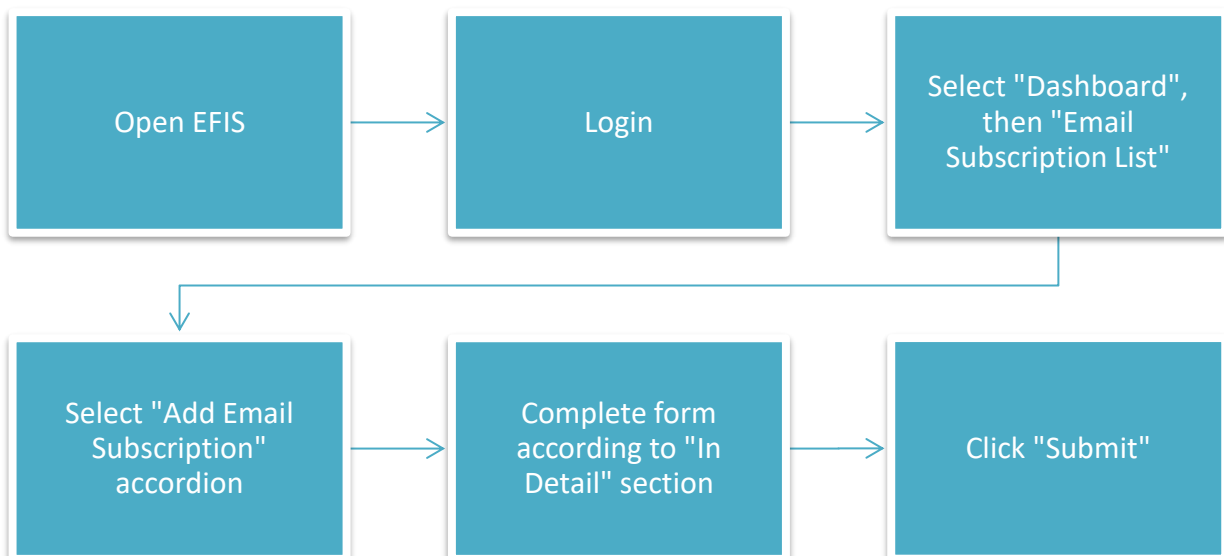 Open EFIS
Login
Select "Dashboard",
then "Email
Subscription List"
Select "Add Email
Subscription"
accordion
Complete form
according to "In
Detail" section
Click "Submit"